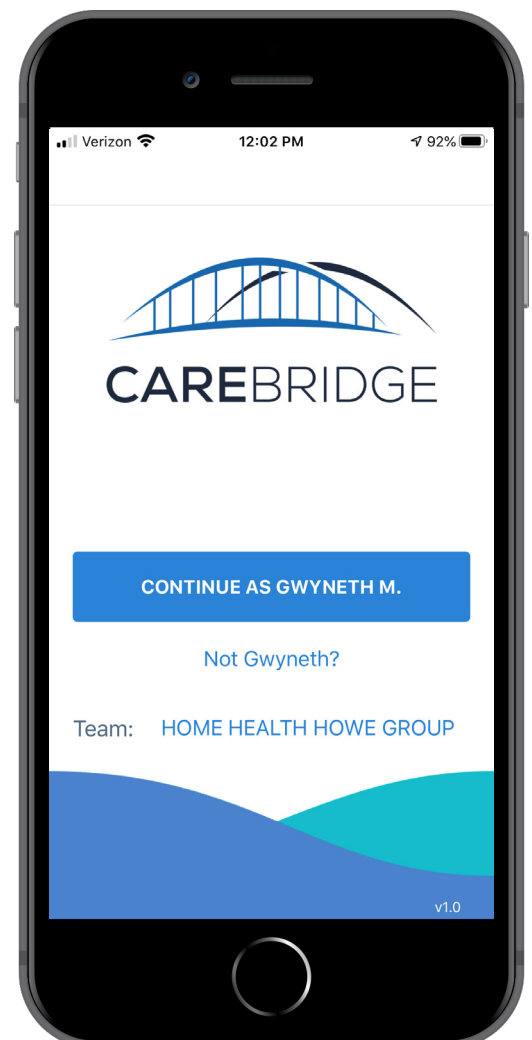 Verizon 12:02 PM 92%
CAREBRIDGE
CONTINUE AS GWYNETH M.
Not Gwyneth?
Team: HOME HEALTH HOWE GROUP
v1.0